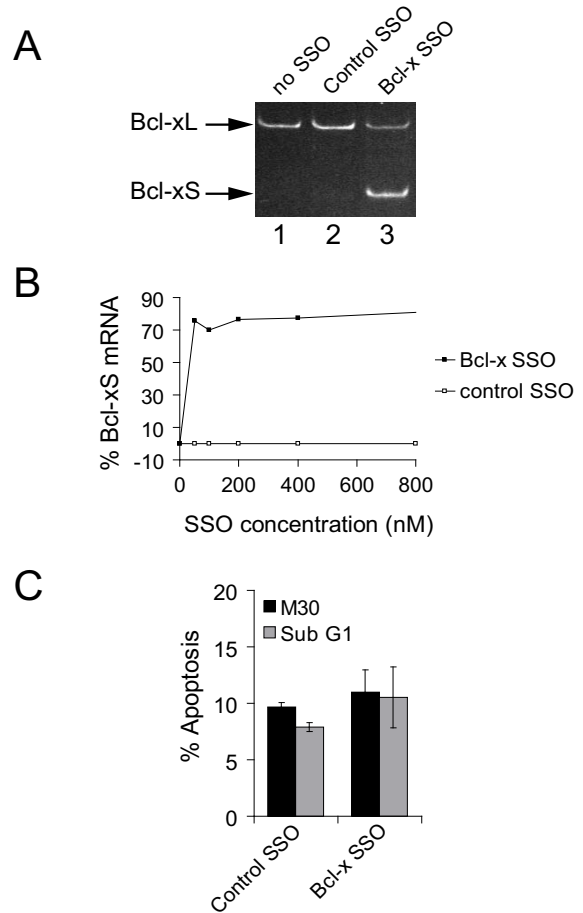 A
no SSO
Control SSO
Bcl-x SSO
Bcl-xL
Bcl-xS
1 2 3
B
% Bcl-xS mRNA
90
70
50
30
10
-10
0 200 400 600 800
SSO concentration (nM)
Bcl-x SSO
control SSO
C
% Apoptosis
20
15
10
5
0
M30
Sub G1
Control SSO
Bcl-x SSO